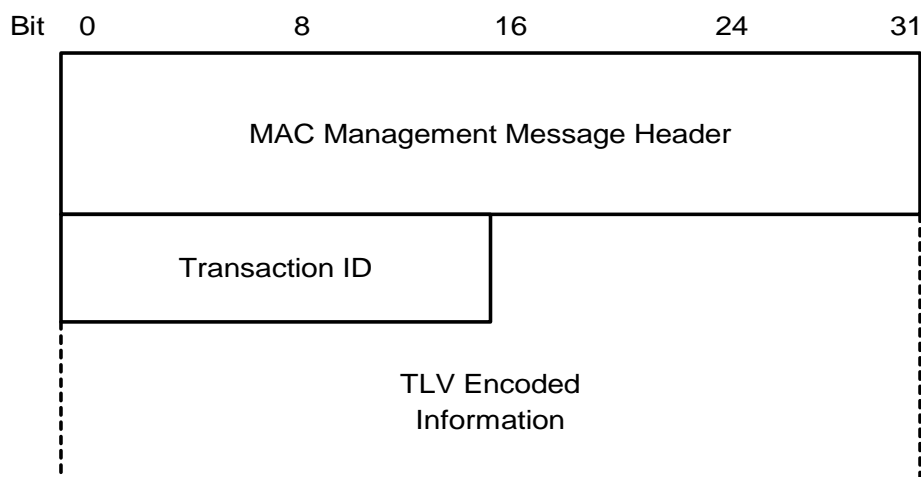 Bit 0 8 16 24 31
MAC Management Message Header
Transaction ID
TLV Encoded
Information